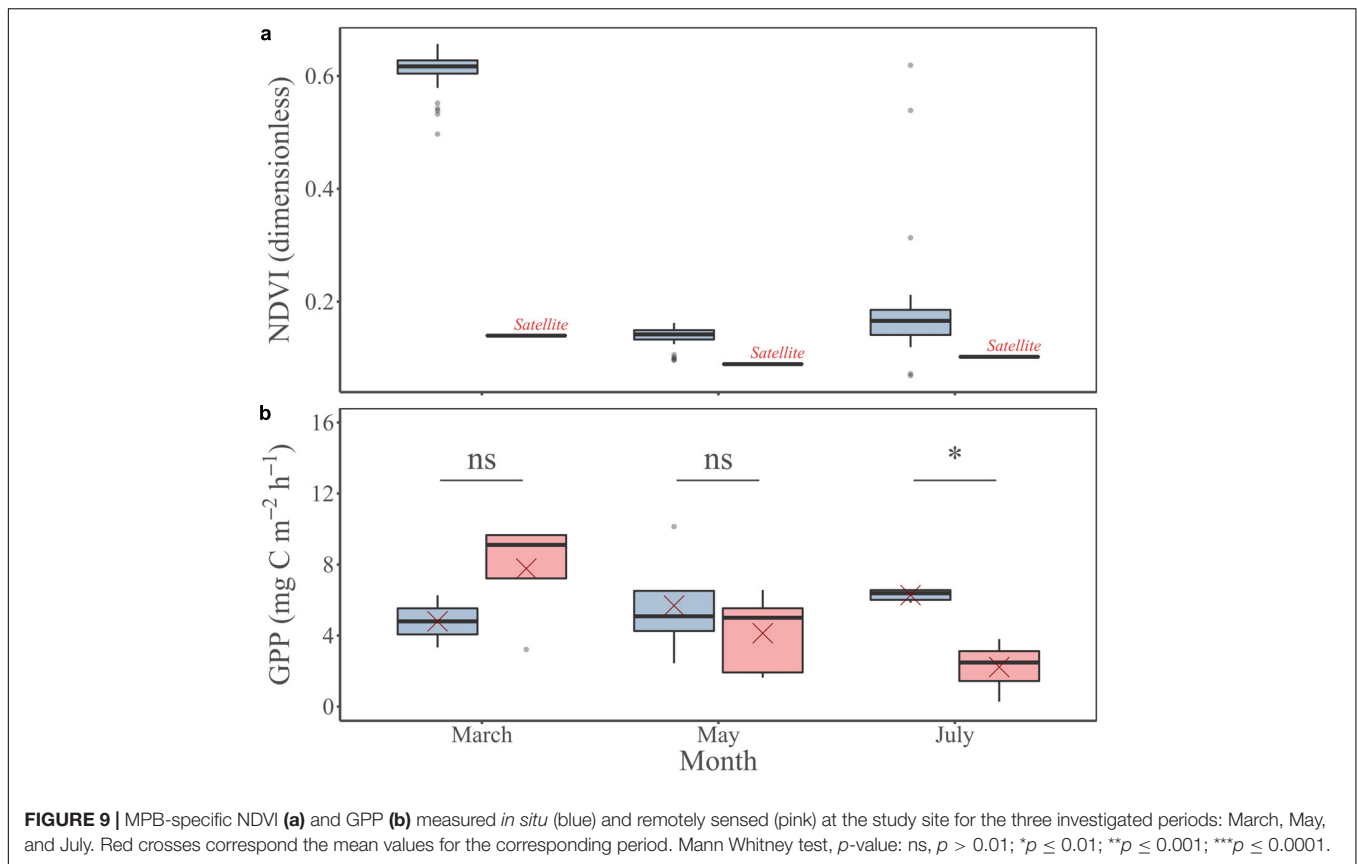 a
NDVI (dimensionless)
0.6
0.4
0.2
Satellite
Satellite
Satellite
b
GPP (mg C m−2 h−1)
16
12
8
4
0
ns
ns
*
March
May
July
Month
FIGURE 9 | MPB-specific NDVI (a) and GPP (b) measured in situ (blue) and remotely sensed (pink) at the study site for the three investigated periods: March, May,
and July. Red crosses correspond the mean values for the corresponding period. Mann Whitney test, p-value: ns, p > 0.01; *p ≤ 0.01; **p ≤ 0.001; ***p ≤ 0.0001.